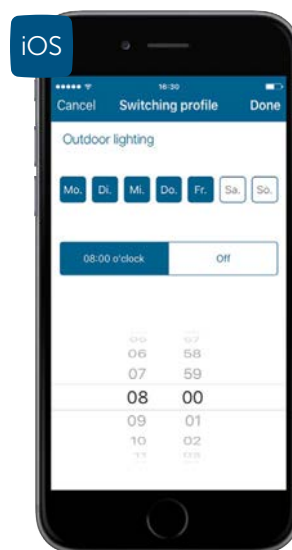 iOS
16:30
Cancel Switching profile Done
Outdoor lighting
Mo. Di. Mi. Do. Fr. Sa. So.
08:00 o'clock Off
06 58
07 59
08 00
09 01
10 02